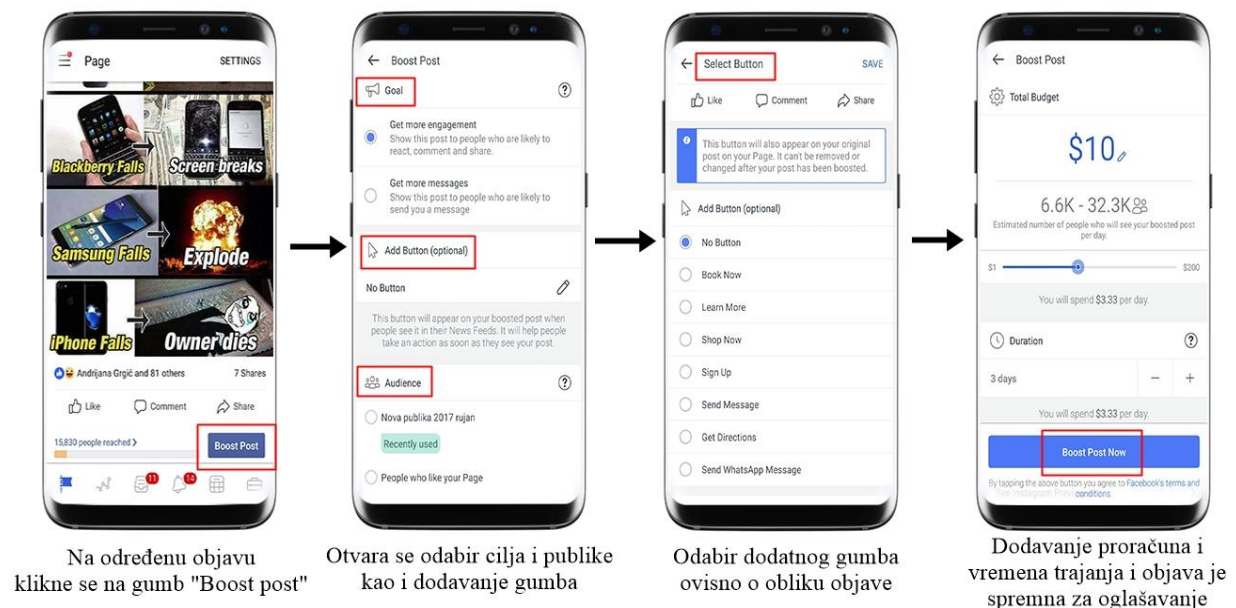 Page
SETTINGS
Blackberry Falls
Screen breaks
Samsung Falls
Explode
iPhone Falls
Owner dies
Andrijana Grgić and 81 others
7 Shares
Like
Comment
Share
15,830 people reached >
Boost Post
11
14
Na određenu objavu
klikne se na gumb "Boost post"
Boost Post
Goal
Get more engagement
Show this post to people who are likely to
react, comment and share.
Get more messages
Show this post to people who are likely to
send you a message
Add Button (optional)
No Button
This button will appear on your boosted post when
people see it in their News Feeds. It will help people
take an action as soon as they see your post.
Audience
Nova publika 2017 rujan
Recently used
People who like your Page
Otvara se odabir cilja i publike
kao i dodavanje gumba
Select Button
SAVE
Like
Comment
Share
This button will also appear on your original
post on your Page. It can't be removed or
changed after your post has been boosted.
Add Button (optional)
No Button
Book Now
Learn More
Shop Now
Sign Up
Send Message
Get Directions
Send WhatsApp Message
Odabir dodatnog gumba
ovisno o obliku objave
Boost Post
Total Budget
$10
6.6K - 32.3K
Estimated number of people who will see your boosted post
per day.
$1
$200
You will spend $3.33 per day.
Duration
3 days
− +
You will spend $3.33 per day.
Boost Post Now
By tapping the above button you agree to Facebook's terms and
conditions.
See Instagram Preview
Dodavanje proračuna i
vremena trajanja i objava je
spremna za oglašavanje